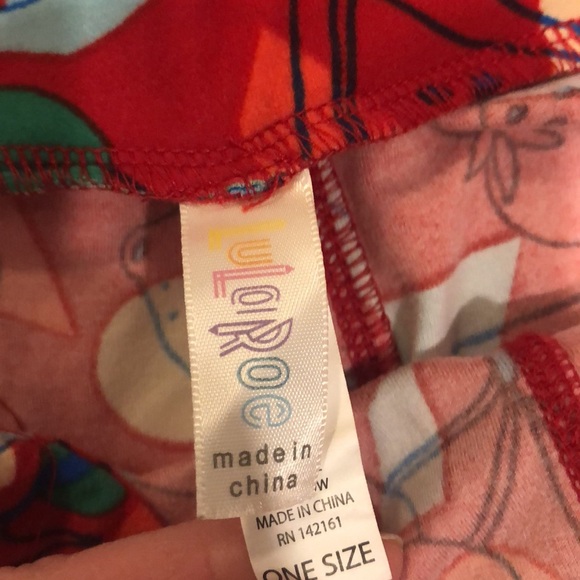 LuLaRoe
made in
china
MADE IN CHINA
RN 142161
ONE SIZE